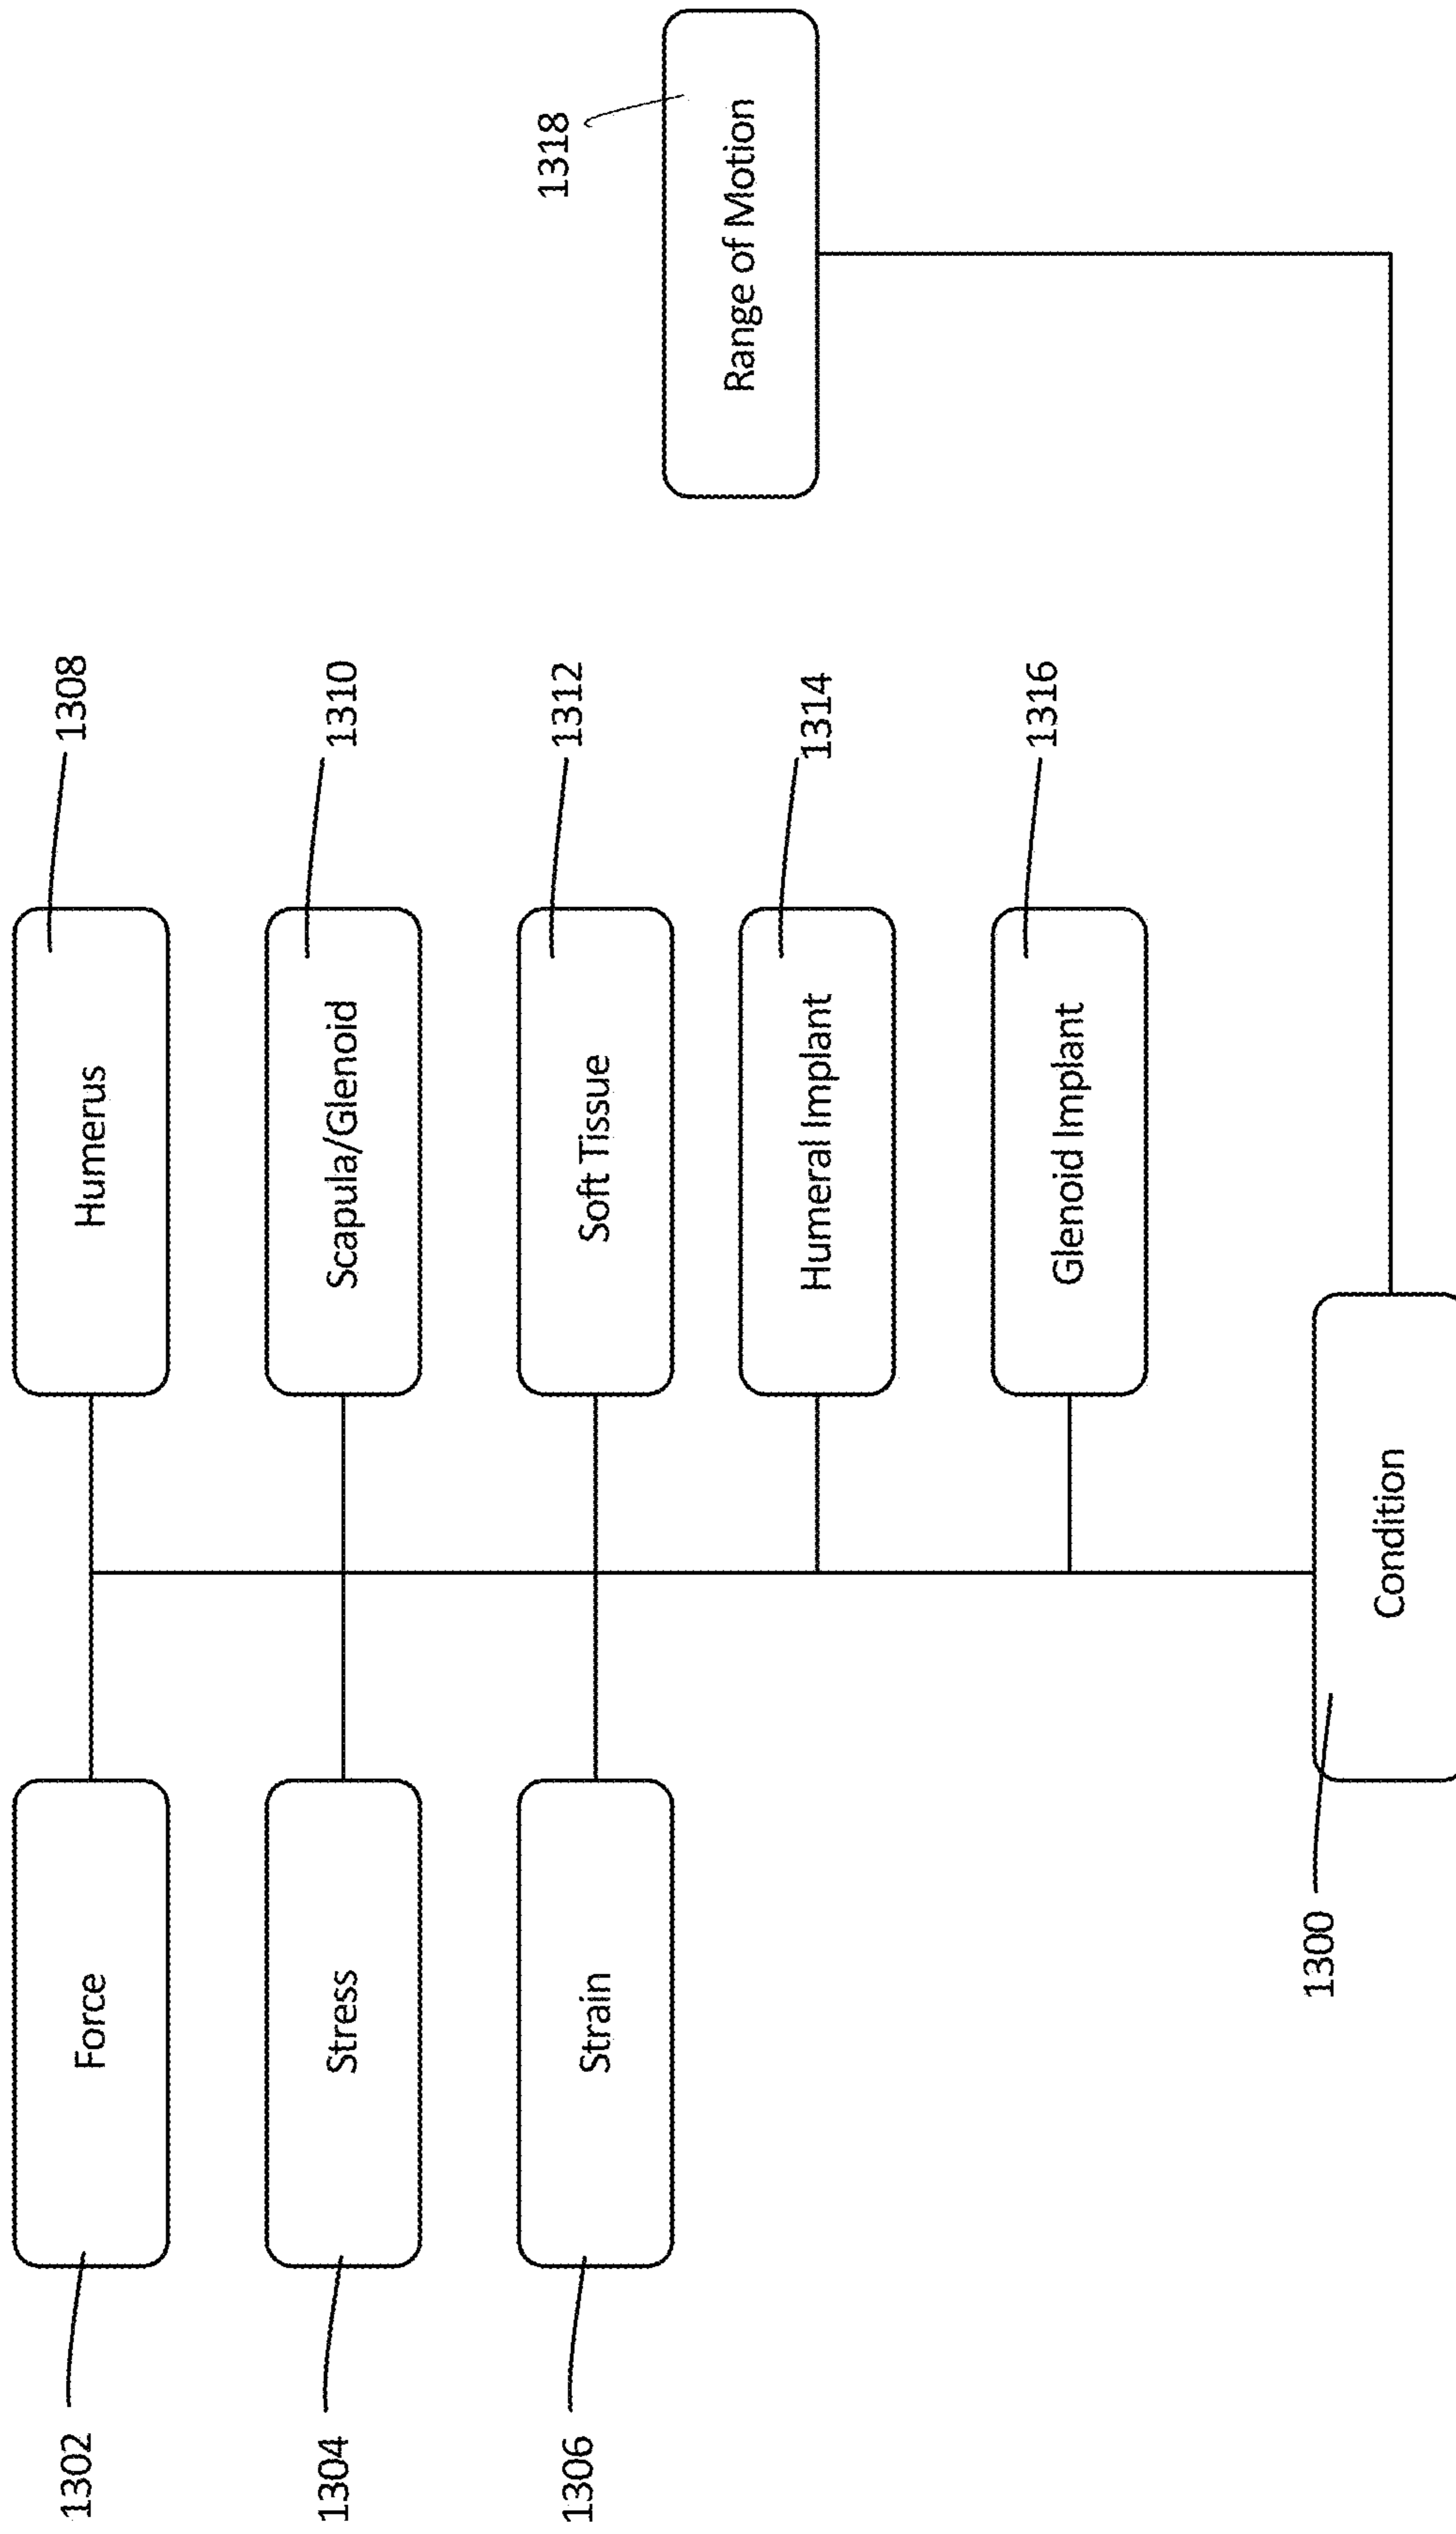 1302
Force
Humerus
1308
1304
Stress
Scapula/Glenoid
1310
1306
Strain
Soft Tissue
1312
Humeral Implant
1314
Glenoid Implant
1316
Range of Motion
1318
1300
Condition